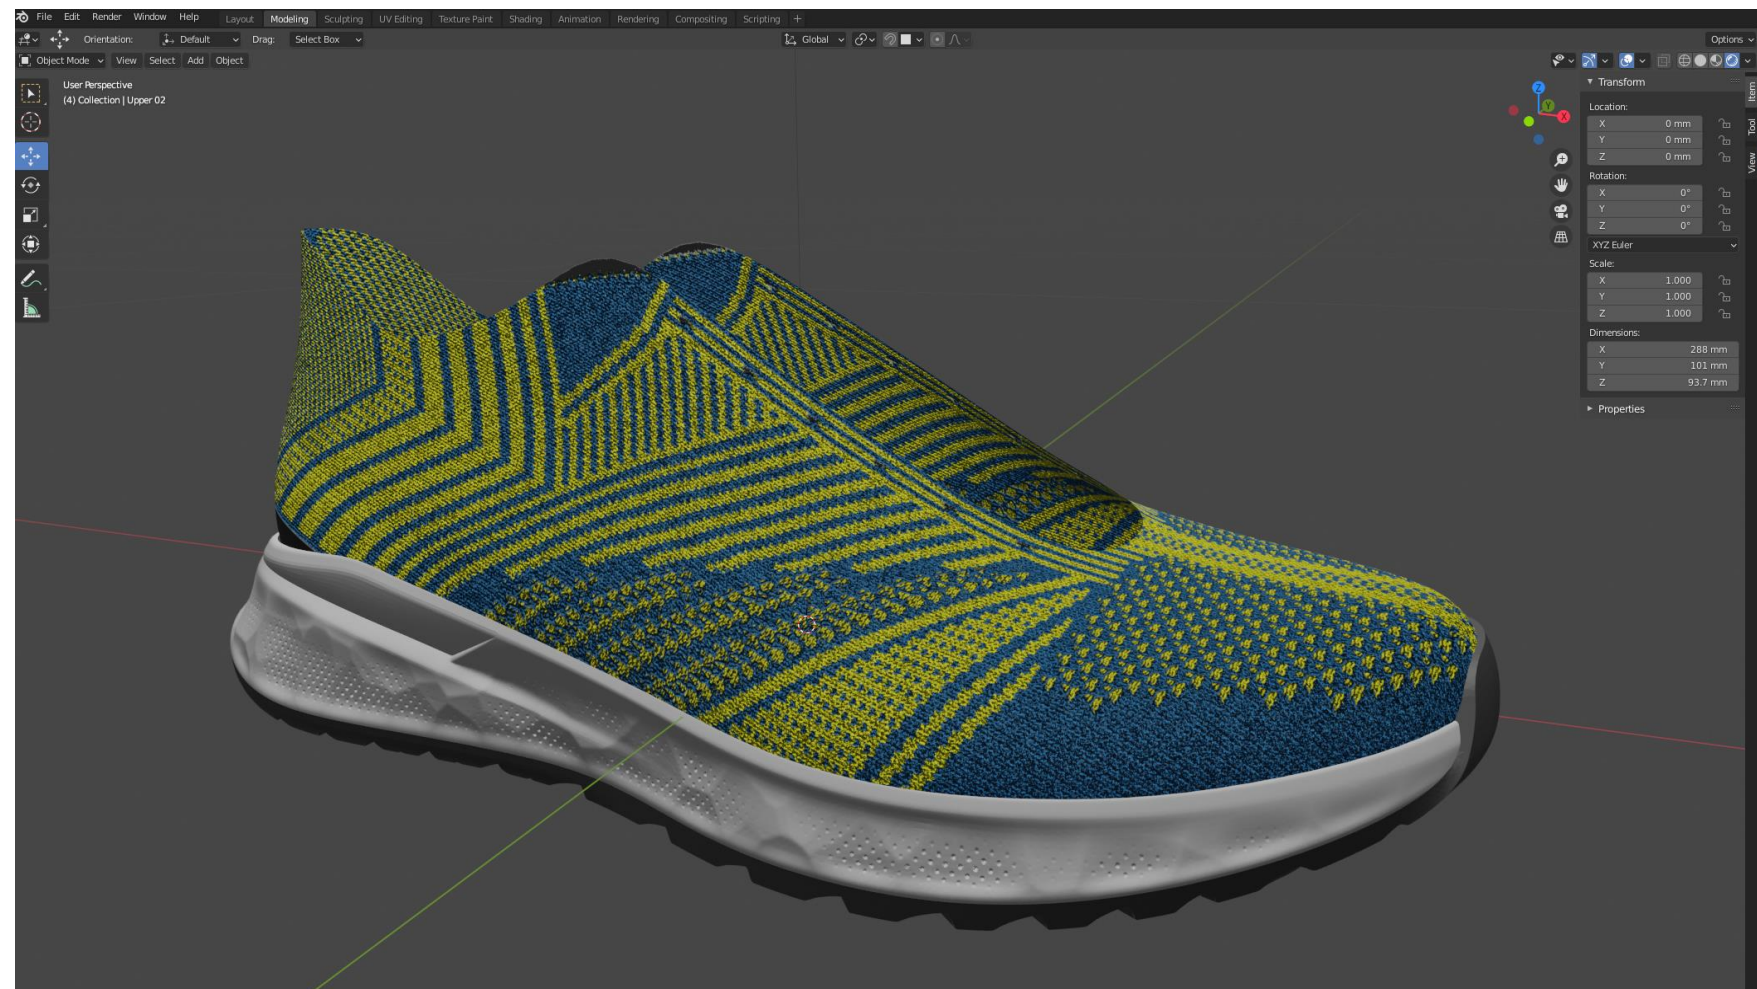 File Edit Render Window Help Layout Modeling Sculpting UV Editing Texture Paint Shading Animation Rendering Compositing Scripting +
Orientation: Default Drag: Select Box Global Options
Object Mode View Select Add Object
User Perspective
(4) Collection | Upper 02
Z
Y
X
Transform
Location:
X 0 mm
Y 0 mm
Z 0 mm
Rotation:
X 0°
Y 0°
Z 0°
XYZ Euler
Scale:
X 1.000
Y 1.000
Z 1.000
Dimensions:
X 288 mm
Y 101 mm
Z 93.7 mm
Properties
Item
Tool
View